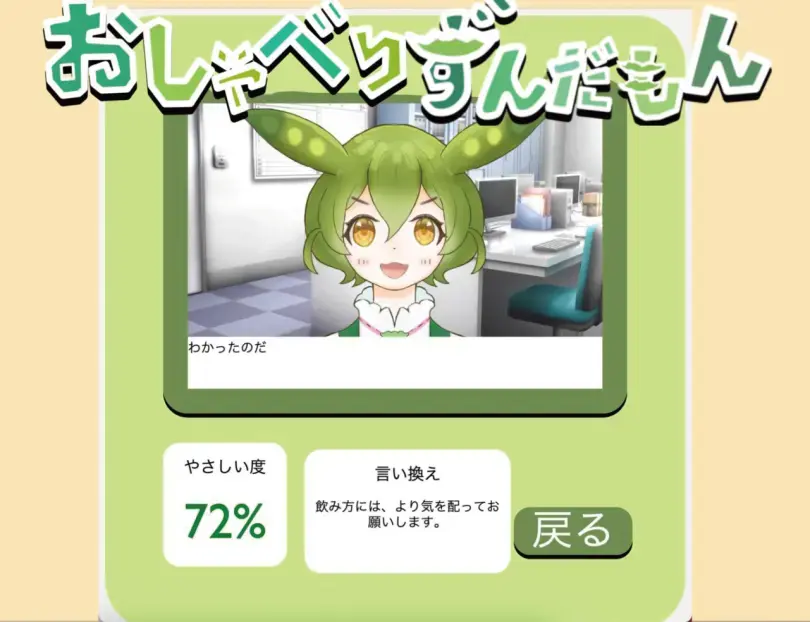 おしゃべりずんだもん
わかったのだ
やさしい度
72%
言い換え
飲み方には、より気を配ってお
願いします。
戻る